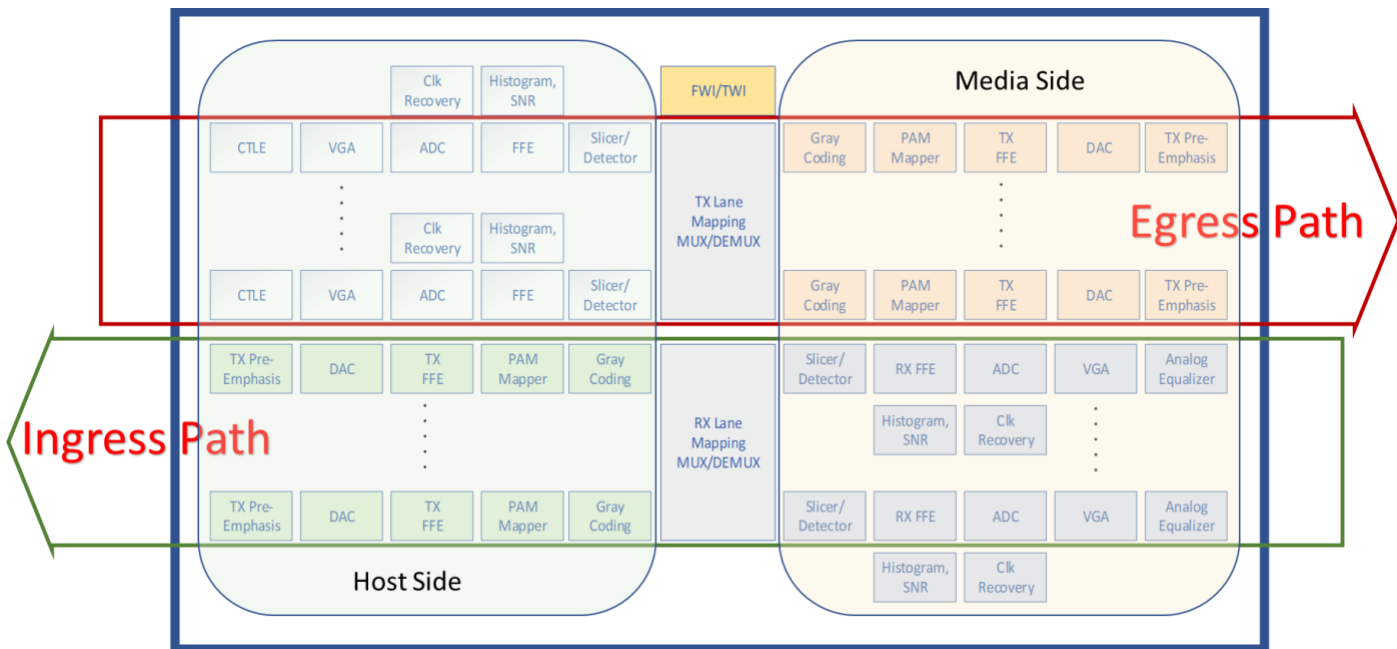 Media Side
Clk
Recovery
Histogram,
SNR
FWI/TWI
CTLE
VGA
ADC
FFE
Slicer/
Detector
TX Lane
Mapping
MUX/DEMUX
Gray
Coding
PAM
Mapper
TX
FFE
DAC
TX Pre-
Emphasis
Egress Path
Clk
Recovery
Histogram,
SNR
CTLE
VGA
ADC
FFE
Slicer/
Detector
Gray
Coding
PAM
Mapper
TX
FFE
DAC
TX Pre-
Emphasis
TX Pre-
Emphasis
DAC
TX
FFE
PAM
Mapper
Gray
Coding
RX Lane
Mapping
MUX/DEMUX
Slicer/
Detector
RX FFE
ADC
VGA
Analog
Equalizer
Histogram,
SNR
Clk
Recovery
Ingress Path
TX Pre-
Emphasis
DAC
TX
FFE
PAM
Mapper
Gray
Coding
Slicer/
Detector
RX FFE
ADC
VGA
Analog
Equalizer
Histogram,
SNR
Clk
Recovery
Host Side